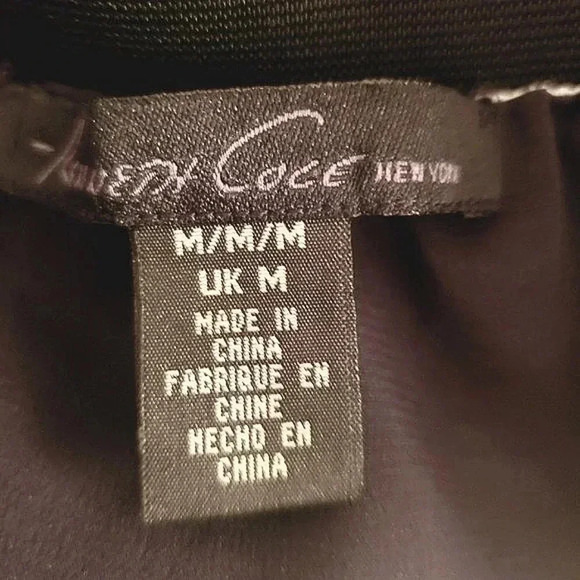 Kenneth Cole NEW YORK
M/M/M
UK M
MADE IN
CHINA
FABRIQUE EN
CHINE
HECHO EN
CHINA